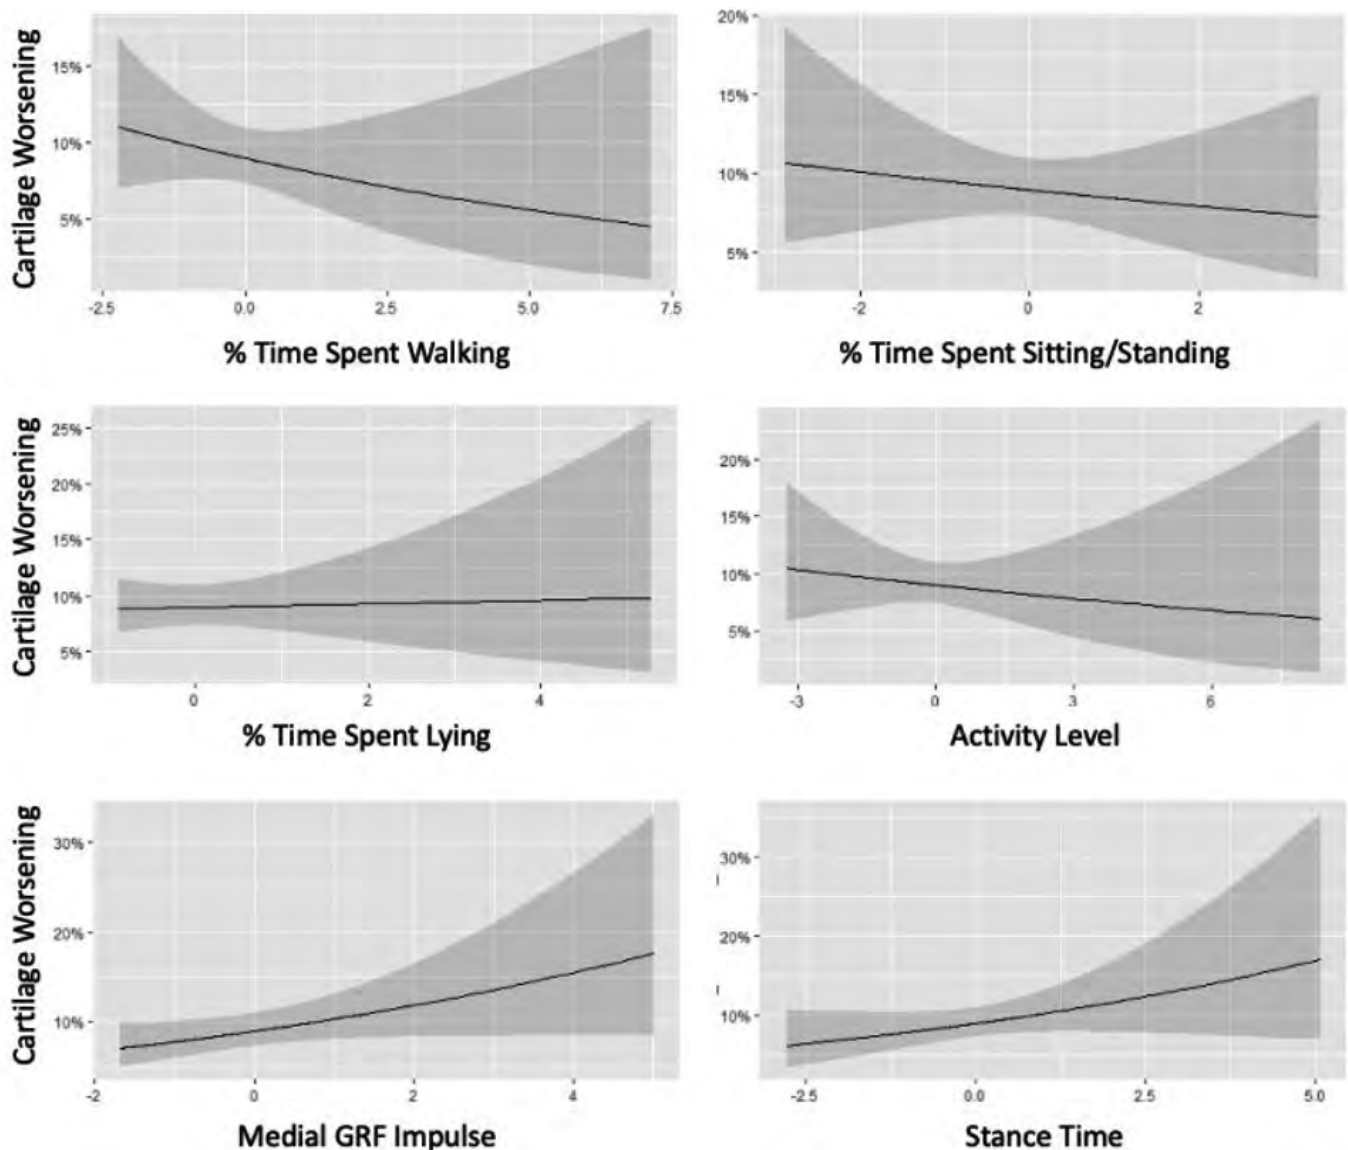 Cartilage Worsening
15%
10%
5%
-2.5 0.0 2.5 5.0 7.5
% Time Spent Walking
20%
15%
10%
5%
-2 0 2
% Time Spent Sitting/Standing
Cartilage Worsening
25%
20%
15%
10%
5%
0 2 4
% Time Spent Lying
20%
15%
10%
5%
-3 0 3 6
Activity Level
Cartilage Worsening
30%
20%
10%
-2 0 2 4
Medial GRF Impulse
30%
20%
10%
-2.5 0.0 2.5 5.0
Stance Time